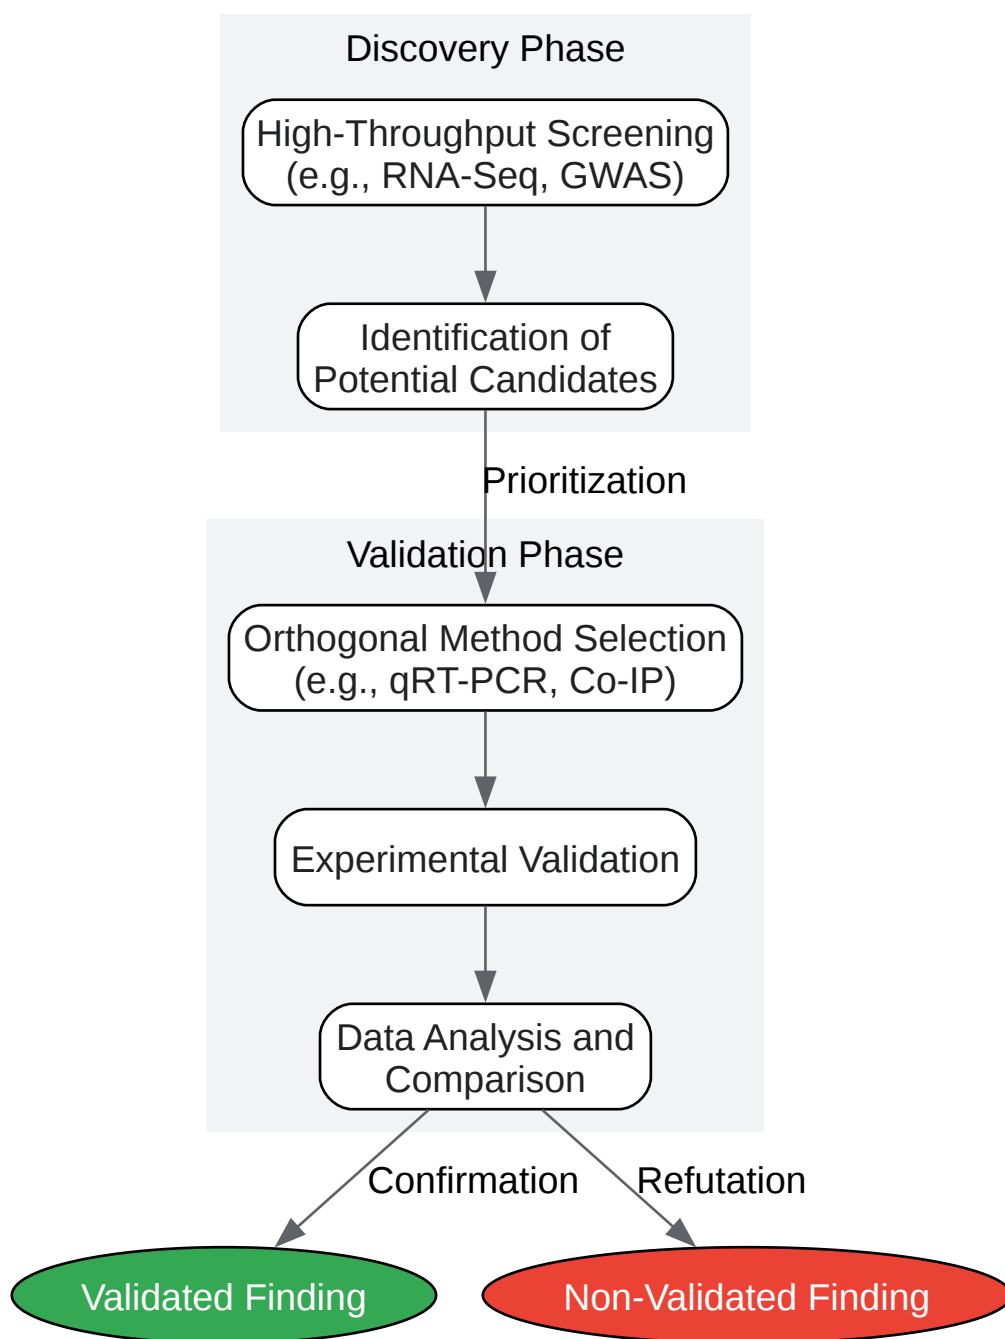 Discovery Phase
High-Throughput Screening
(e.g., RNA-Seq, GWAS)
Identification of
Potential Candidates
Prioritization
Validation Phase
Orthogonal Method Selection
(e.g., qRT-PCR, Co-IP)
Experimental Validation
Data Analysis and
Comparison
Confirmation
Refutation
Validated Finding
Non-Validated Finding